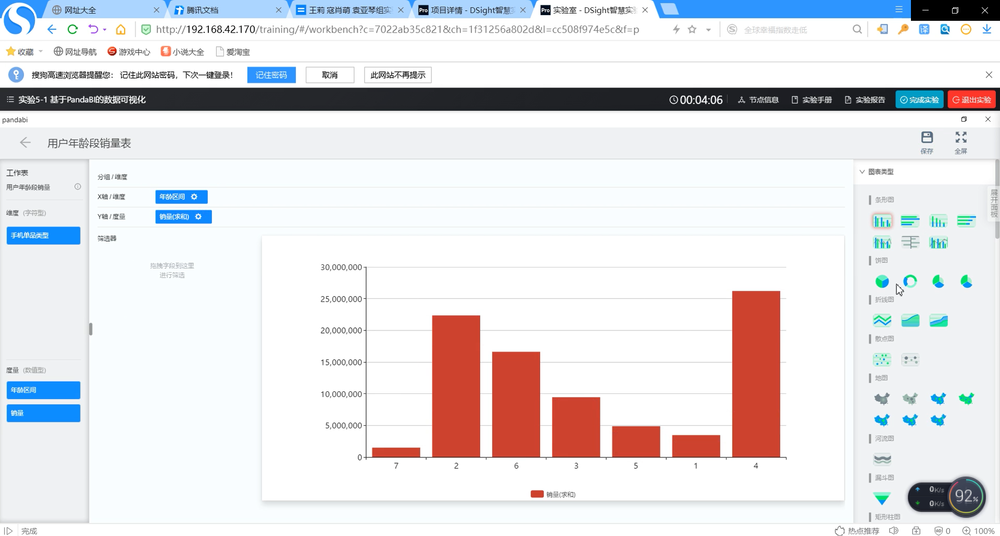 网址大全
腾讯文档
王莉 寇肖萌 袁亚琴组实
Pro 项目详情 - DSight智慧实
Pro 实验室 - DSight智慧实
http://192.168.42.170/training/#/workbench?c=7022ab35c821&ch=1f31256a802d&l=cc508f974e5c&f=p
全球幸福指数走低
译
收藏
网址导航
游戏中心
小说大全
爱淘宝
搜狗高速浏览器提醒您： 记住此网站密码，下次一键登录！
记住密码
取消
此网站不再提示
实验5-1 基于PandaBI的数据可视化
00:04:06
节点信息
实验手册
实验报告
完成实验
退出实验
pandabi
用户年龄段销量表
保存
全屏
工作表
用户年龄段销量
维度 (字符型)
手机单品类型
度量 (数值型)
年龄区间
销量
分组 / 维度
X轴 / 维度
年龄区间
Y轴 / 度量
销量(求和)
筛选器
拖拽字段到这里
进行筛选
30,000,000
25,000,000
20,000,000
15,000,000
10,000,000
5,000,000
0
7 2 6 3 5 1 4
销量(求和)
图表类型
展开面板
条形图
饼图
折线图
散点图
地图
河流图
漏斗图
矩形柱图
0K/s
0K/s
92%
完成
热点推荐
AD 0
100%